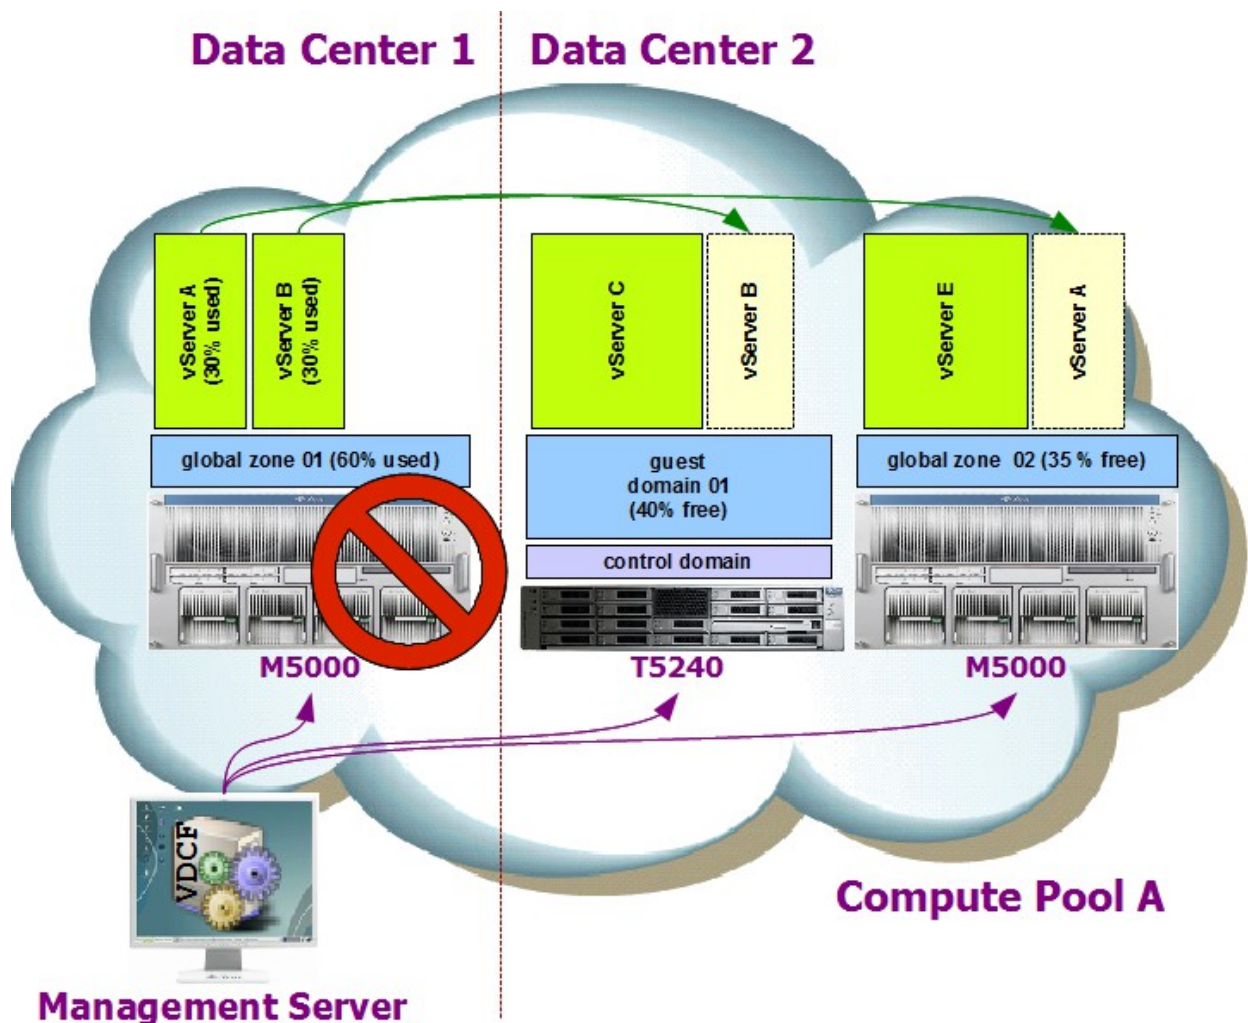 Data Center 1
Data Center 2
vServer A
(30% used)
vServer B
(30% used)
vServer C
vServer B
vServer E
vServer A
global zone 01 (60% used)
guest
domain 01
(40% free)
global zone  02 (35 % free)
control domain
M5000
T5240
M5000
VDCF
Compute Pool A
Management Server